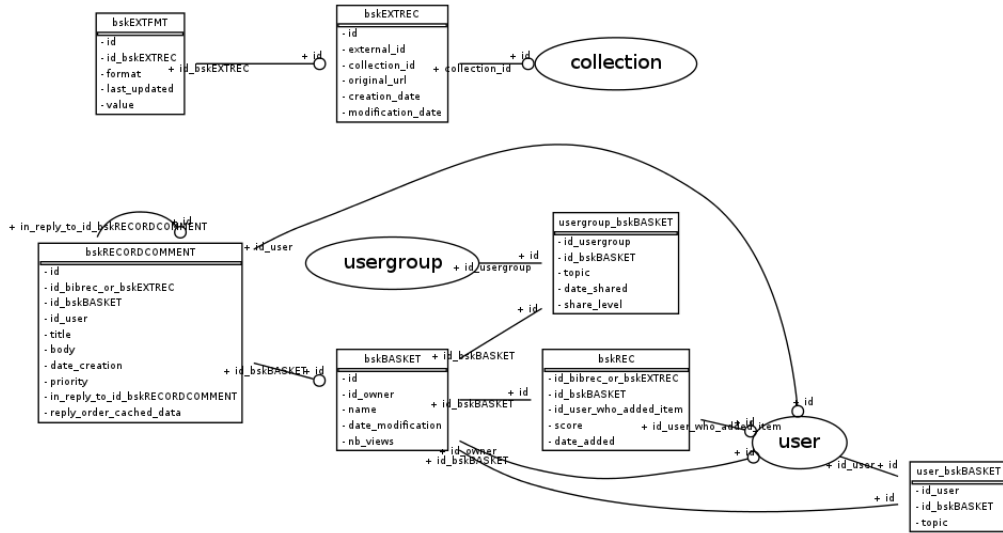 bskEXTFMT
- id
- id_bskEXTREC
- format
- last_updated
- value
+ id_bskEXTREC
+ id
bskEXTREC
- id
- external_id
- collection_id
- original_url
- creation_date
- modification_date
+ collection_id
+ id
collection
+ in_reply_to_id_bskRECORDCOMMENT
+ id
bskRECORDCOMMENT
- id
- id_bibrec_or_bskEXTREC
- id_bskBASKET
- id_user
- title
- body
- date_creation
- priority
- in_reply_to_id_bskRECORDCOMMENT
- reply_order_cached_data
+ id_user
+ id_bskBASKET
+ id
usergroup
+ id_usergroup
+ id
usergroup_bskBASKET
- id_usergroup
- id_bskBASKET
- topic
- date_shared
- share_level
+ id
+ id_bskBASKET
bskBASKET
- id
- id_owner
- name
- date_modification
- nb_views
+ id_bskBASKET
+ id
bskREC
- id_bibrec_or_bskEXTREC
- id_bskBASKET
- id_user_who_added_item
- score
- date_added
+ id_user_who_added_item
+ id
+ id
+ id_owner
+ id_bskBASKET
+ id
user
+ id_user
+ id
+ id
user_bskBASKET
- id_user
- id_bskBASKET
- topic